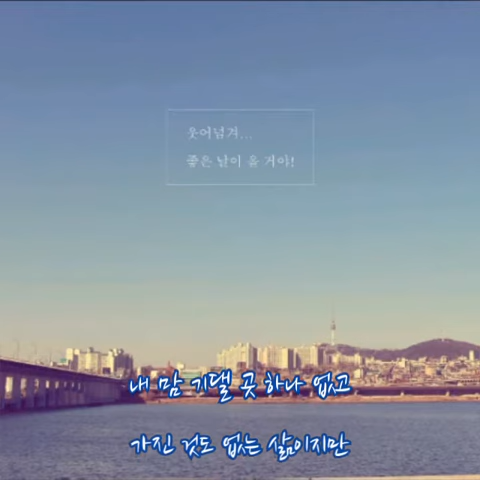 웃어넘겨...
좋은 날이 올 거야!
내 맘 기댈 곳 하나 없고
가진 것도 없는 삶이지만